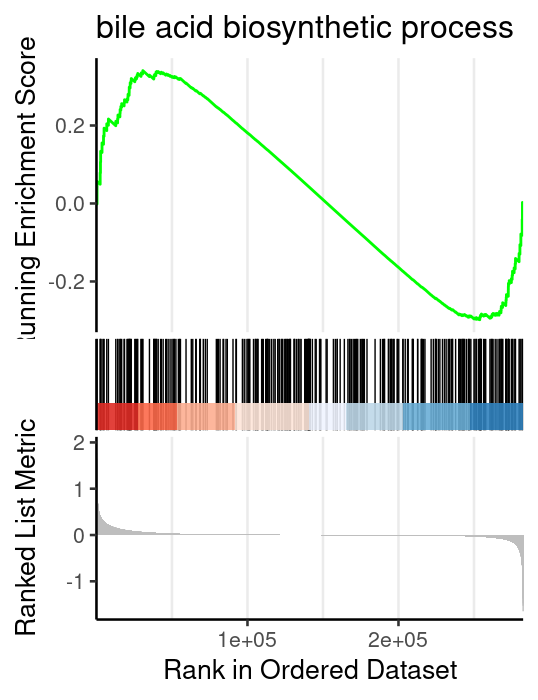 bile acid biosynthetic process
unning Enrichment Score
0.2
0.0
-0.2
Ranked List Metric
2
1
0
-1
1e+05
2e+05
Rank in Ordered Dataset